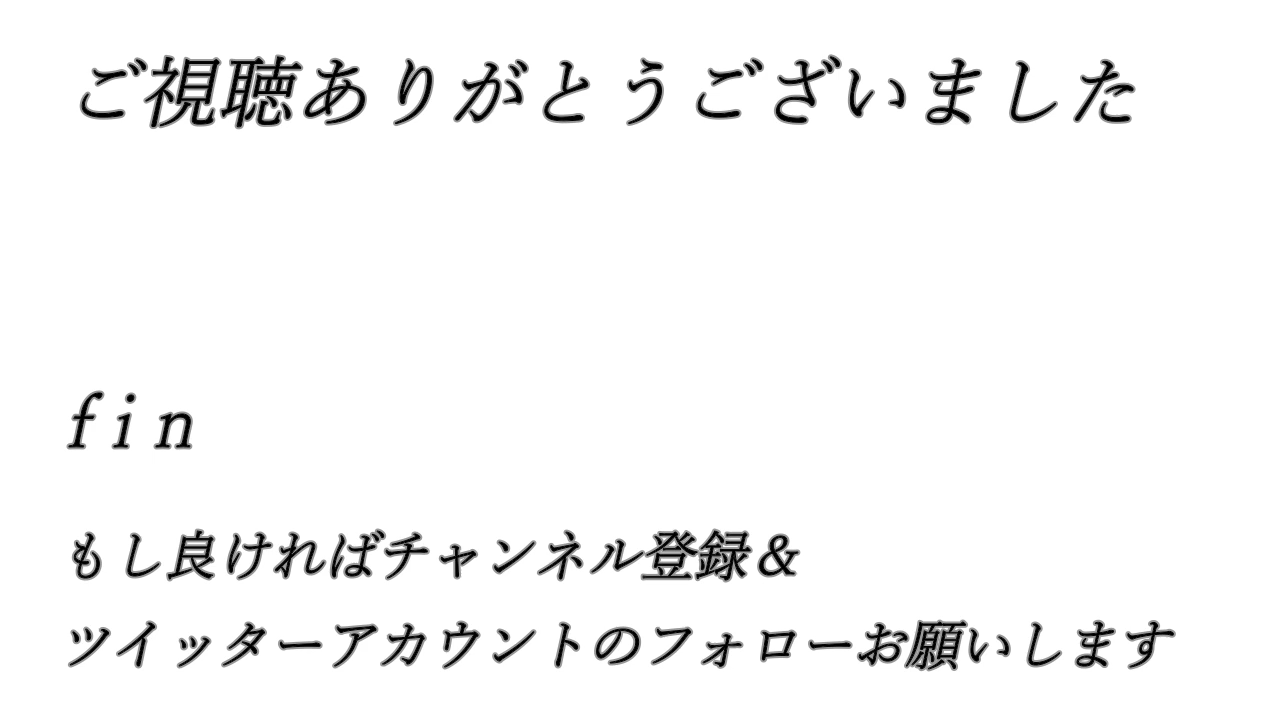 ご視聴ありがとうございました
ｆｉｎ
もし良ければチャンネル登録＆
ツイッターアカウントのフォローお願いします